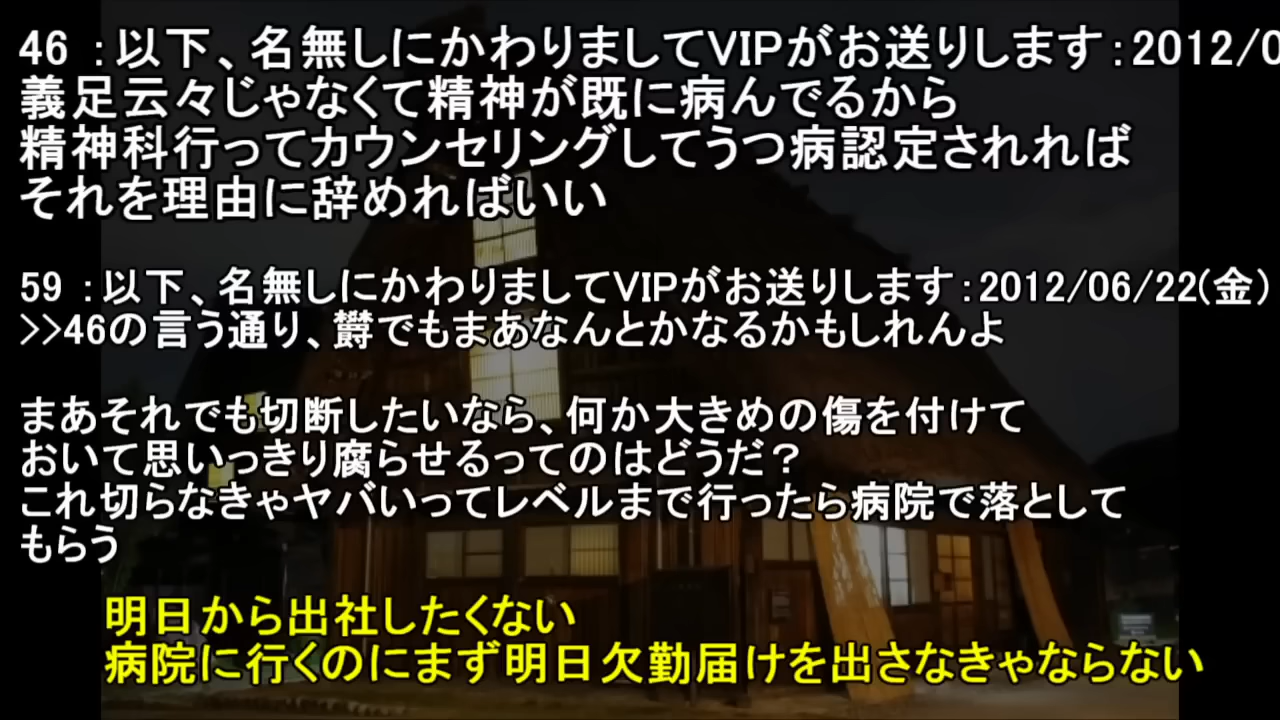 46 ：以下、名無しにかわりましてVIPがお送りします：2012/0
義足云々じゃなくて精神が既に病んでるから
精神科行ってカウンセリングしてうつ病認定されれば
それを理由に辞めればいい
59 ：以下、名無しにかわりましてVIPがお送りします：2012/06/22(金)
>>46の言う通り、欝でもまあなんとかなるかもしれんよ
まあそれでも切断したいなら、何か大きめの傷を付けて
おいて思いっきり腐らせるってのはどうだ？
これ切らなきゃヤバいってレベルまで行ったら病院で落として
もらう
明日から出社したくない
病院に行くのにまず明日欠勤届けを出さなきゃならない